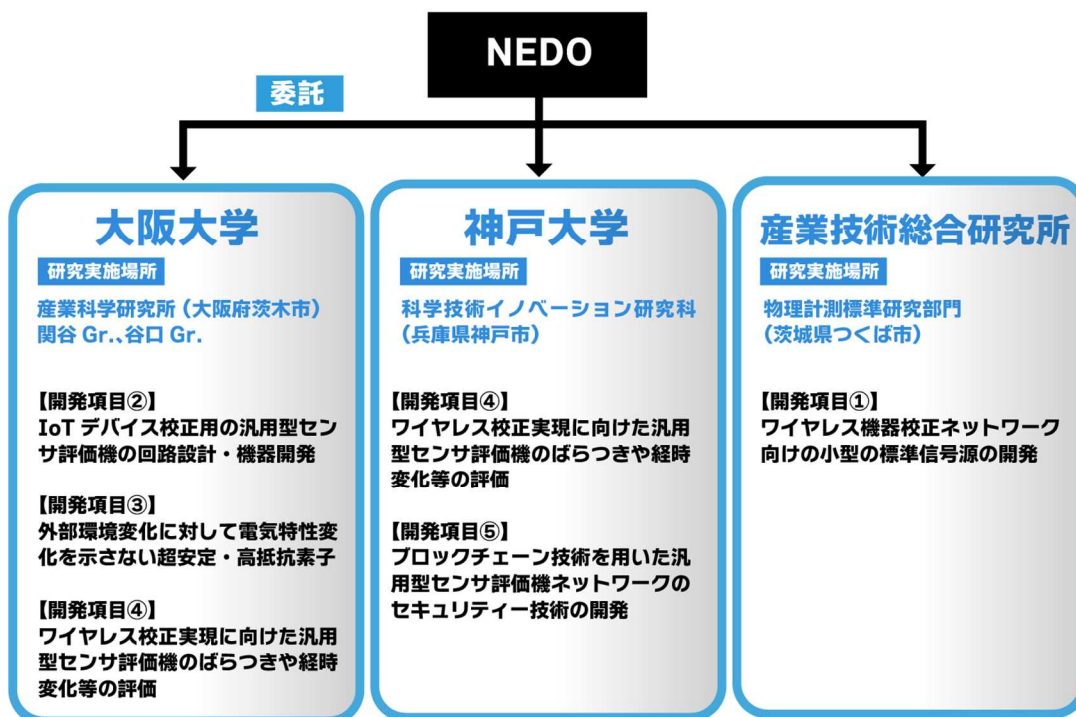 NEDO
委託
大阪大学
研究実施場所
産業科学研究所（大阪府茨木市）
関谷 Gr.、谷口 Gr.
【開発項目②】
IoT デバイス校正用の汎用型セン
サ評価機の回路設計・機器開発
【開発項目③】
外部環境変化に対して電気特性変
化を示さない超安定・高抵抗素子
【開発項目④】
ワイヤレス校正実現に向けた汎用
型センサ評価機のばらつきや経時
変化等の評価
神戸大学
研究実施場所
科学技術イノベーション研究科
（兵庫県神戸市）
【開発項目④】
ワイヤレス校正実現に向けた汎用
型センサ評価機のばらつきや経時
変化等の評価
【開発項目⑤】
ブロックチェーン技術を用いた汎
用型センサ評価機ネットワークの
セキュリティー技術の開発
産業技術総合研究所
研究実施場所
物理計測標準研究部門
（茨城県つくば市）
【開発項目①】
ワイヤレス機器校正ネットワーク
向けの小型の標準信号源の開発